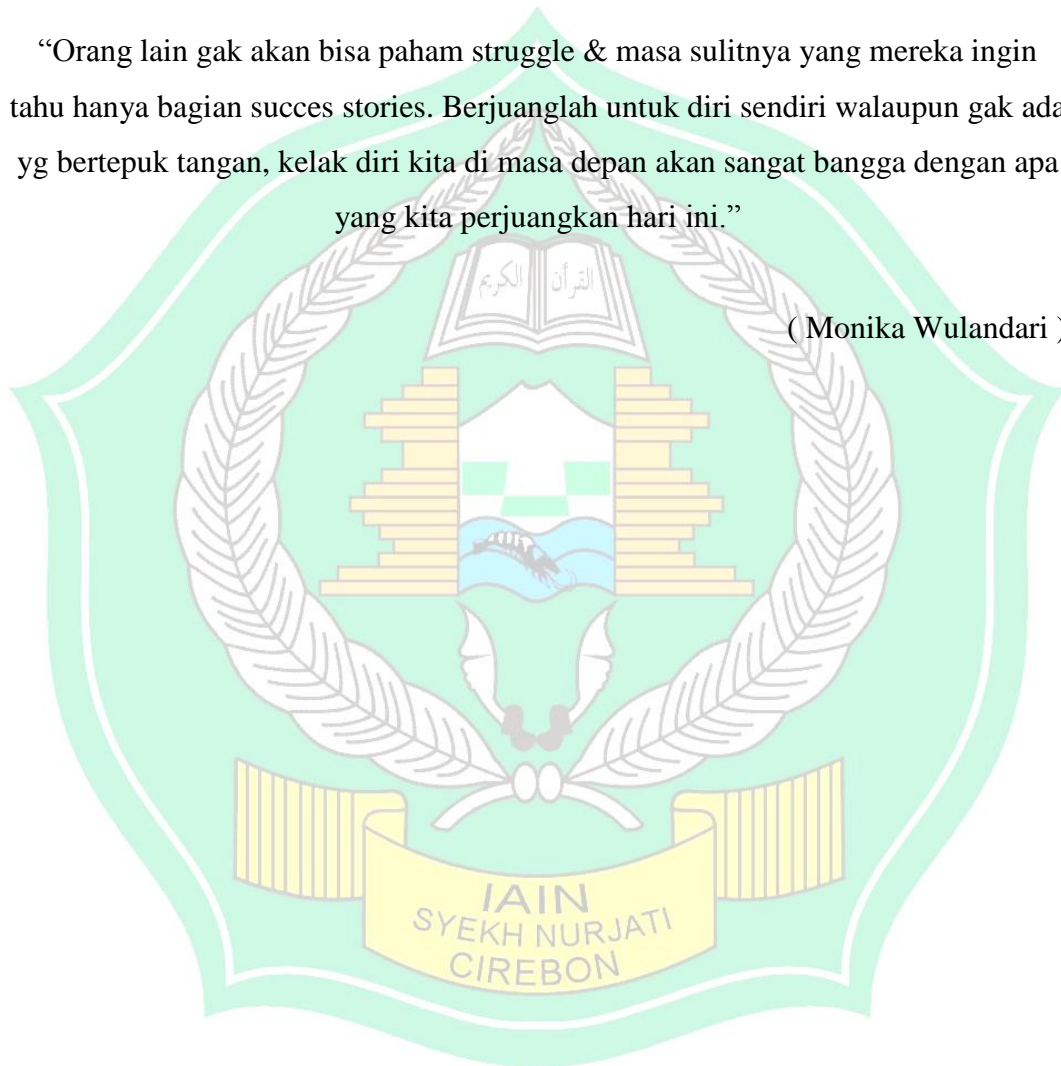 “Orang lain gak akan bisa paham struggle & masa sulitnya yang mereka ingin
tahu hanya bagian succes stories. Berjuanglah untuk diri sendiri walaupun gak ada
yg bertepuk tangan, kelak diri kita di masa depan akan sangat bangga dengan apa
yang kita perjuangkan hari ini.”
القرأن الكريم
( Monika Wulandari )
IAIN
SYEKH NURJATI
CIREBON